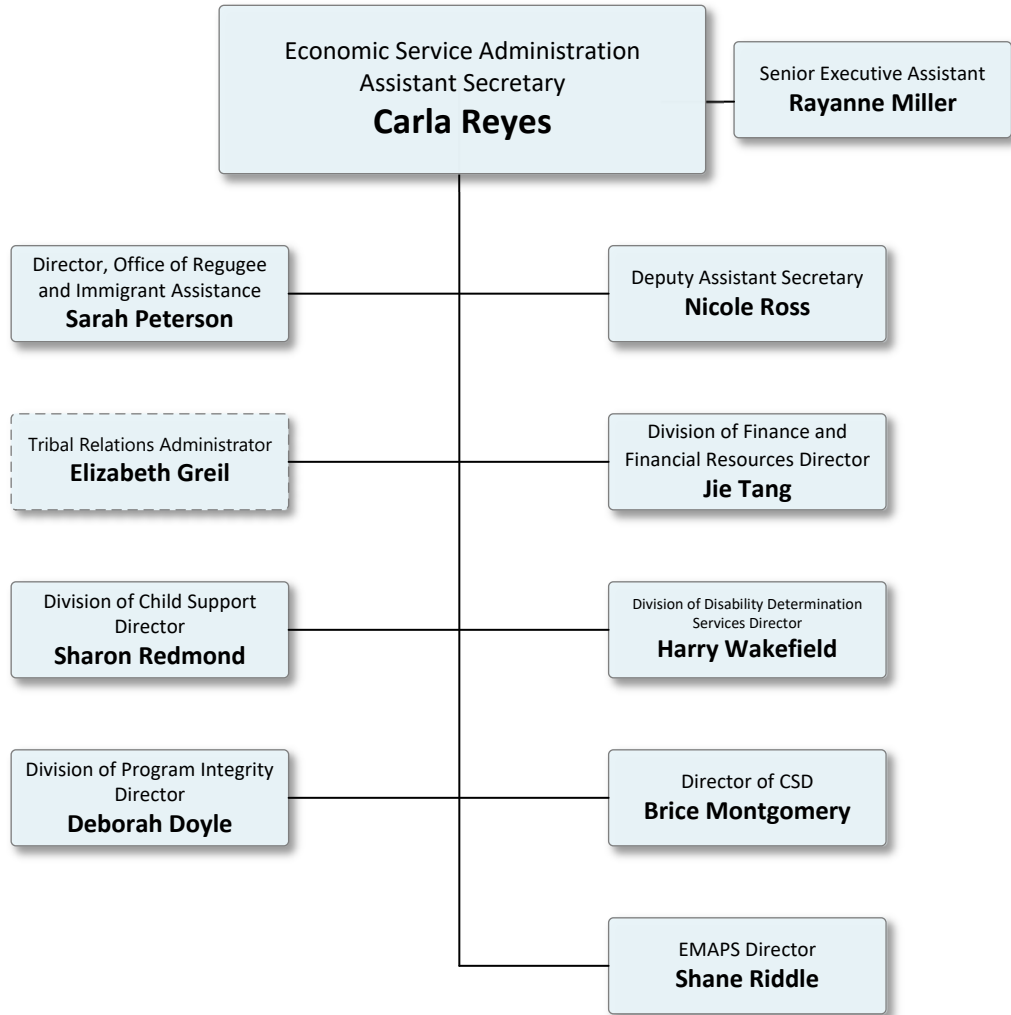 Economic Service Administration
Assistant Secretary
Carla Reyes
Senior Executive Assistant
Rayanne Miller
Director, Office of Regugee
and Immigrant Assistance
Sarah Peterson
Deputy Assistant Secretary
Nicole Ross
Tribal Relations Administrator
Elizabeth Greil
Division of Finance and
Financial Resources Director
Jie Tang
Division of Child Support
Director
Sharon Redmond
Division of Disability Determination
Services Director
Harry Wakefield
Division of Program Integrity
Director
Deborah Doyle
Director of CSD
Brice Montgomery
EMAPS Director
Shane Riddle